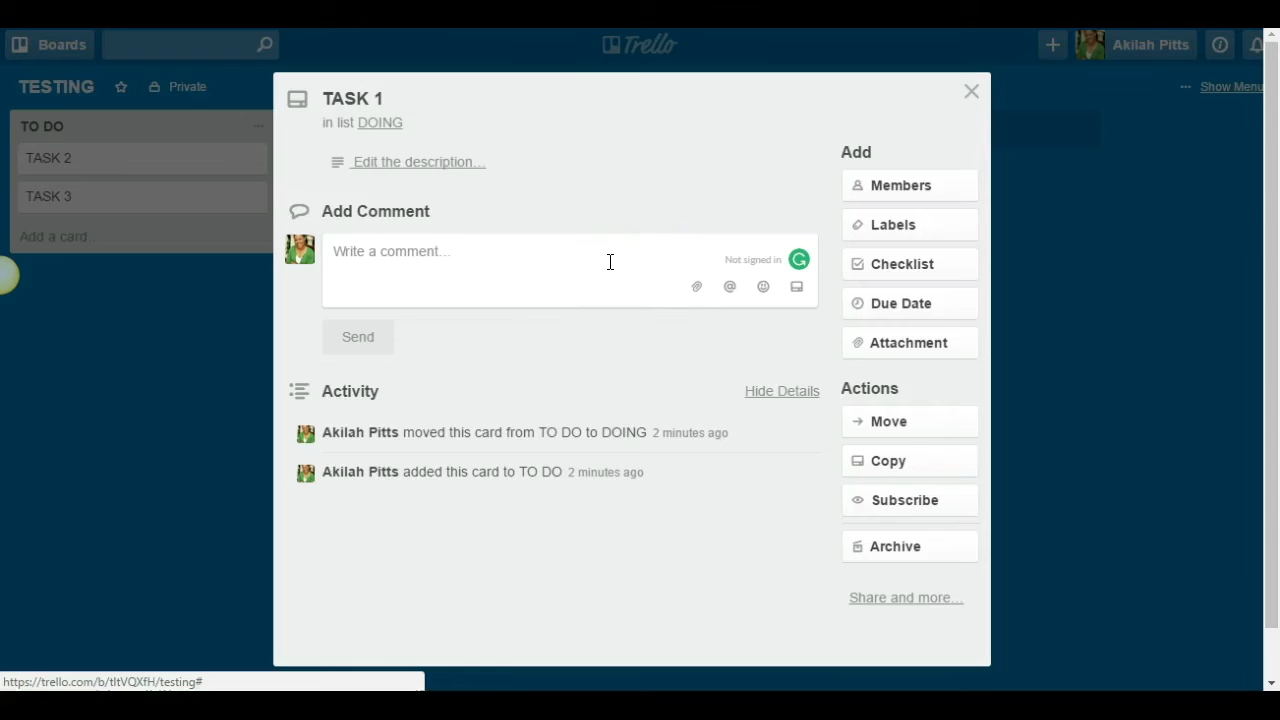 Boards
Trello
Akilah Pitts
TESTING
Private
Show Menu
TO DO
TASK 2
TASK 3
Add a card...
TASK 1
in list DOING
Edit the description...
Add Comment
Write a comment...
Not signed in
Send
Activity
Hide Details
Akilah Pitts moved this card from TO DO to DOING 2 minutes ago
Akilah Pitts added this card to TO DO 2 minutes ago
Add
Members
Labels
Checklist
Due Date
Attachment
Actions
Move
Copy
Subscribe
Archive
Share and more...
https://trello.com/b/tItVQXfH/testing#